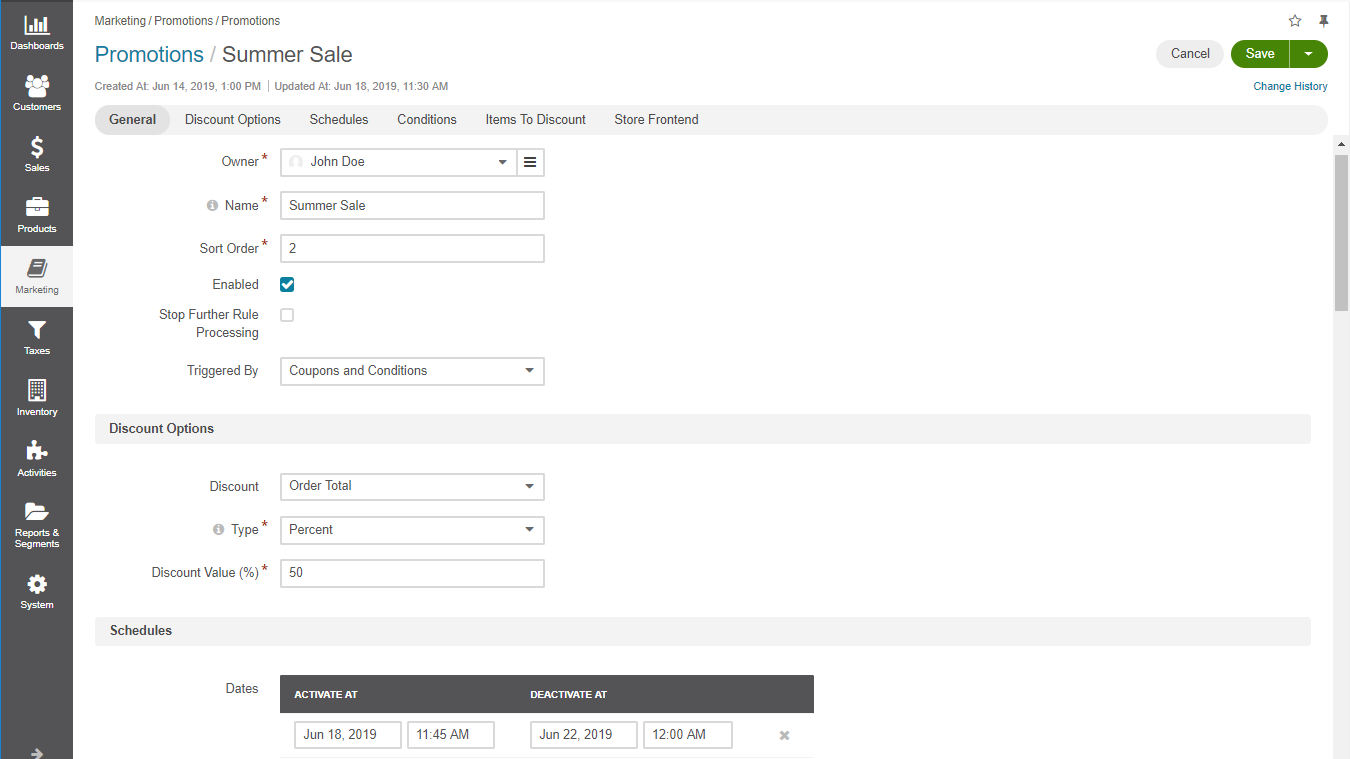 Marketing / Promotions / Promotions
Promotions / Summer Sale
Cancel
Save
Created At: Jun 14, 2019, 1:00 PM | Updated At: Jun 18, 2019, 11:30 AM
Change History
General
Discount Options
Schedules
Conditions
Items To Discount
Store Frontend
Dashboards
Customers
Sales
Products
Marketing
Taxes
Inventory
Activities
Reports &
Segments
System
Owner*
John Doe
Name*
Summer Sale
Sort Order*
2
Enabled
Stop Further Rule
Processing
Triggered By
Coupons and Conditions
Discount Options
Discount
Order Total
Type*
Percent
Discount Value (%)*
50
Schedules
Dates
ACTIVATE AT
DEACTIVATE AT
Jun 18, 2019
11:45 AM
Jun 22, 2019
12:00 AM